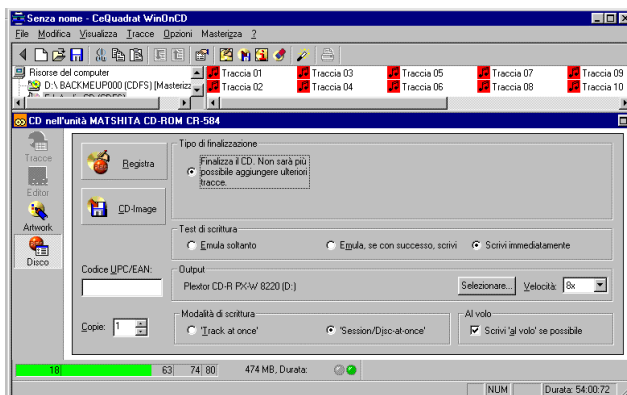 Senza nome - CeQuadrat WinOnCD
File Modifica Visualizza Tracce Opzioni Masterizza ?
Risorse del computer
D:\ BACKMEUP000 (CDFS) [Masterizz
Traccia 01 Traccia 03 Traccia 05 Traccia 07 Traccia 09
Traccia 02 Traccia 04 Traccia 06 Traccia 08 Traccia 10
CD nell'unità MATSHITA CD-ROM CR-584
Tracce
Editor
Artwork
Disco
Registra
CD-Image
Tipo di finalizzazione
Finalizza il CD. Non sarà più
possibile aggiungere ulteriori
tracce.
Test di scrittura
Emula soltanto Emula, se con successo, scrivi Scrivi immediatamente
Codice UPC/EAN:
Output
Plextor CD-R PX-W 8220 (D:) Selezionare... Velocità: 8x
Copie: 1
Modalità di scrittura
'Track at once' 'Session/Disc-at-once'
Al volo
Scrivi 'al volo' se possibile
18 63 74 80 474 MB, Durata:
NUM Durata: 54:00:72